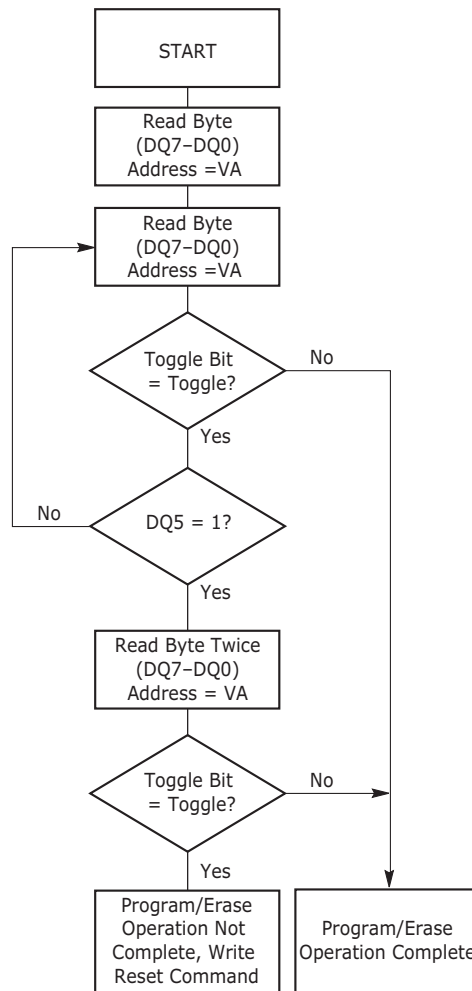 START
Read Byte
(DQ7–DQ0)
Address =VA
Read Byte
(DQ7–DQ0)
Address =VA
Toggle Bit
= Toggle?
No
Yes
No
DQ5 = 1?
Yes
Read Byte Twice
(DQ7–DQ0)
Address = VA
Toggle Bit
= Toggle?
No
Yes
Program/Erase
Operation Not
Complete, Write
Reset Command
Program/Erase
Operation Complete